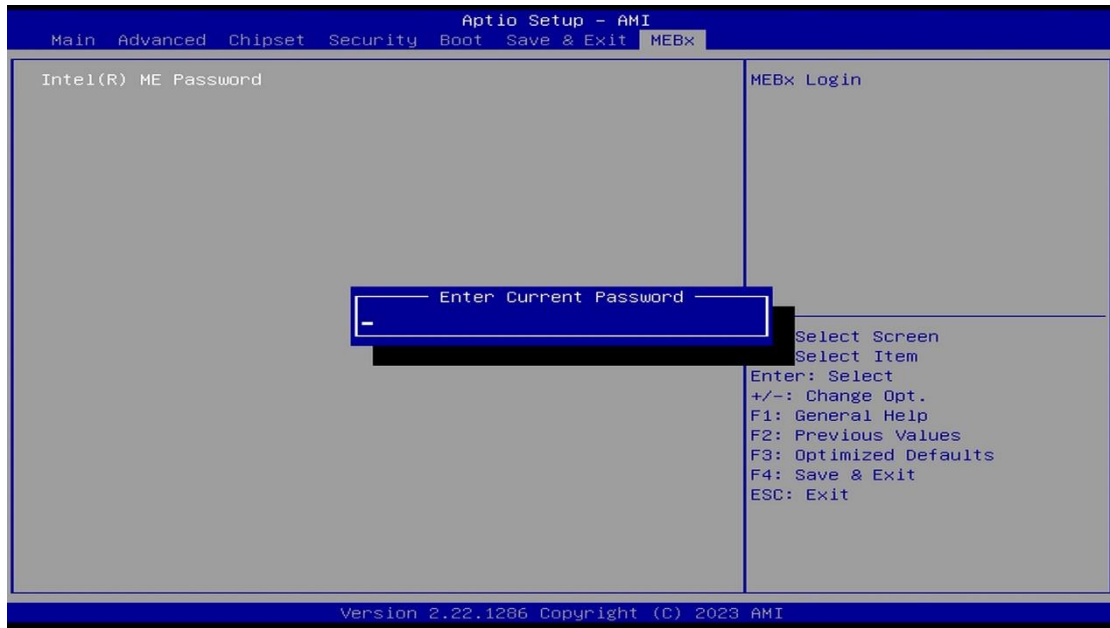 Aptio Setup - AMI
Main Advanced Chipset Security Boot Save & Exit MEBx
Intel(R) ME Password
MEBx Login
Enter Current Password
Select Screen
Select Item
Enter: Select
+/-: Change Opt.
F1: General Help
F2: Previous Values
F3: Optimized Defaults
F4: Save & Exit
ESC: Exit
Version 2.22.1286 Copyright (C) 2023 AMI